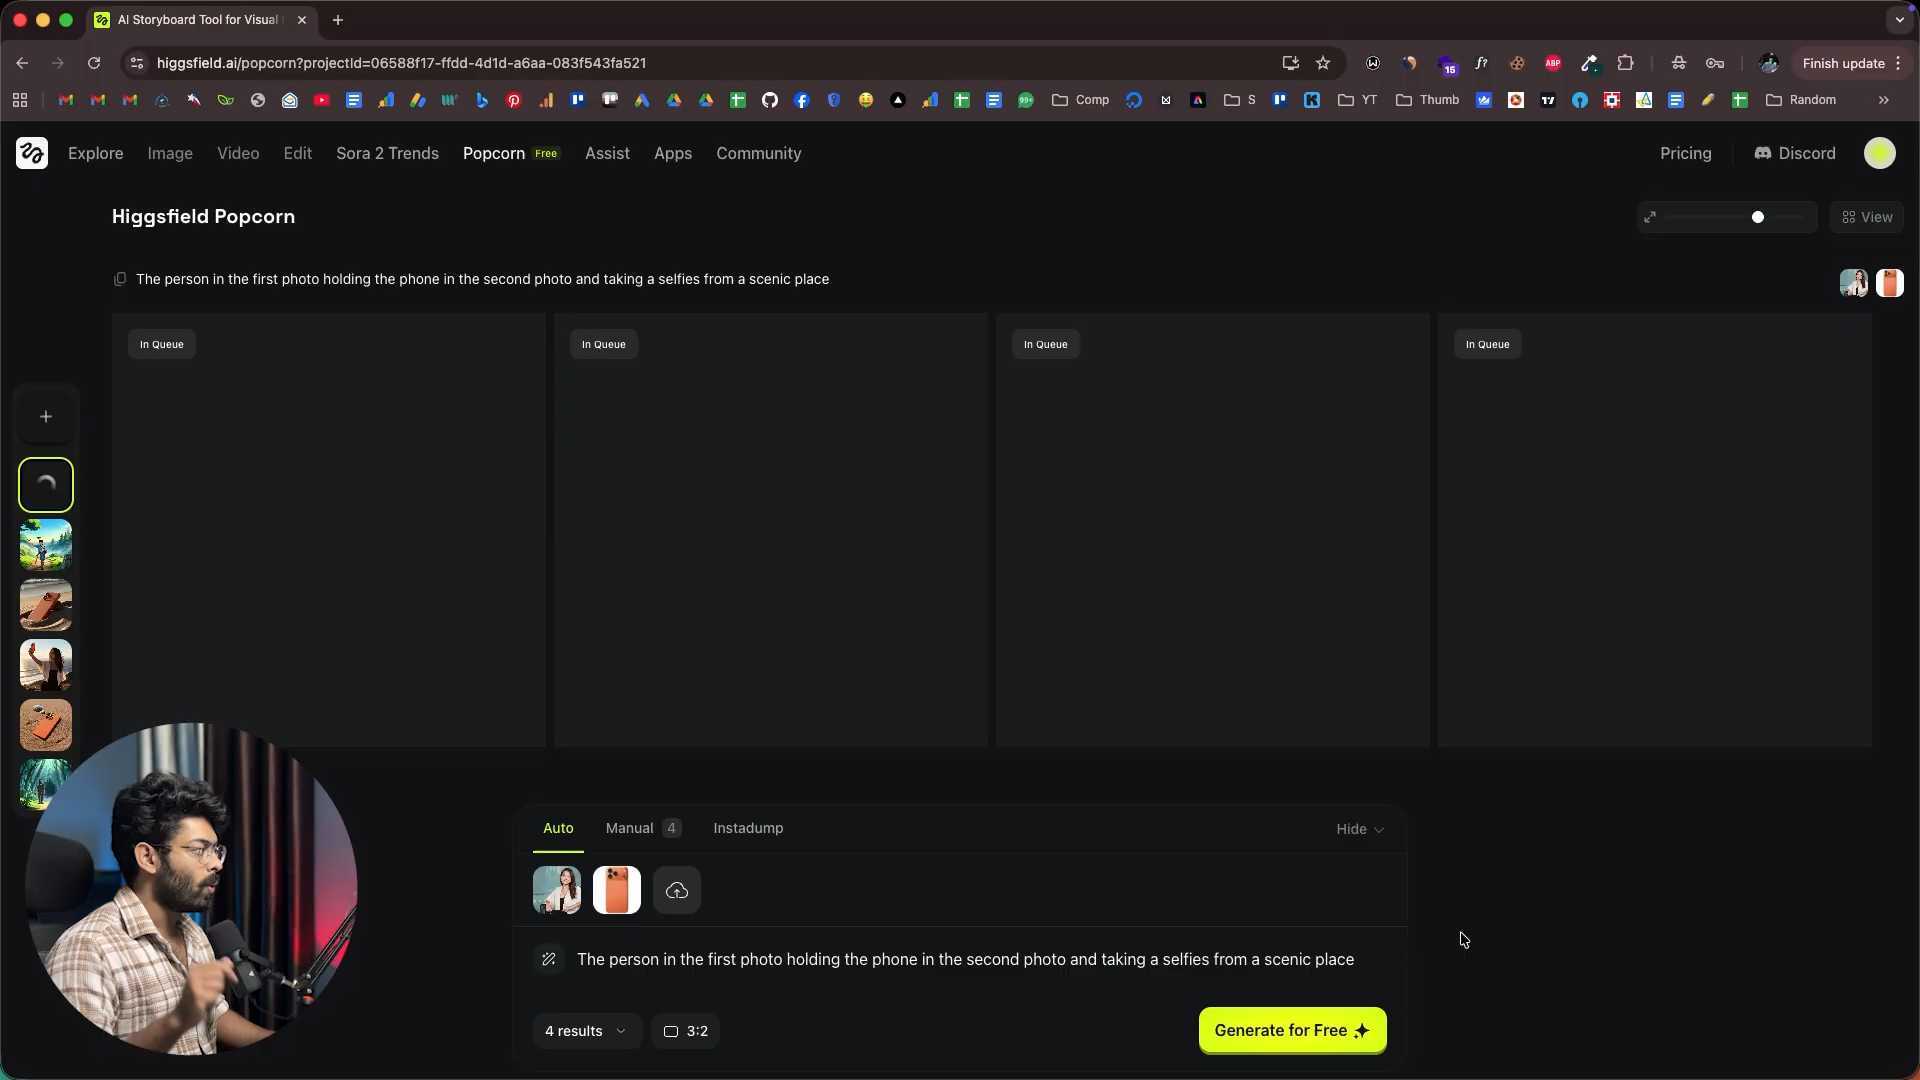 AI Storyboard Tool for Visual
higgsfield.ai/popcorn?projectId=06588f17-ffdd-4d1d-a6aa-083f543fa521
15
f?
ABP
Finish update
99+
Comp
S
YT
Thumb
Random
Explore
Image
Video
Edit
Sora 2 Trends
Popcorn Free
Assist
Apps
Community
Pricing
Discord
Higgsfield Popcorn
View
The person in the first photo holding the phone in the second photo and taking a selfies from a scenic place
In Queue
In Queue
In Queue
In Queue
Auto
Manual 4
Instadump
Hide
The person in the first photo holding the phone in the second photo and taking a selfies from a scenic place
4 results
3:2
Generate for Free